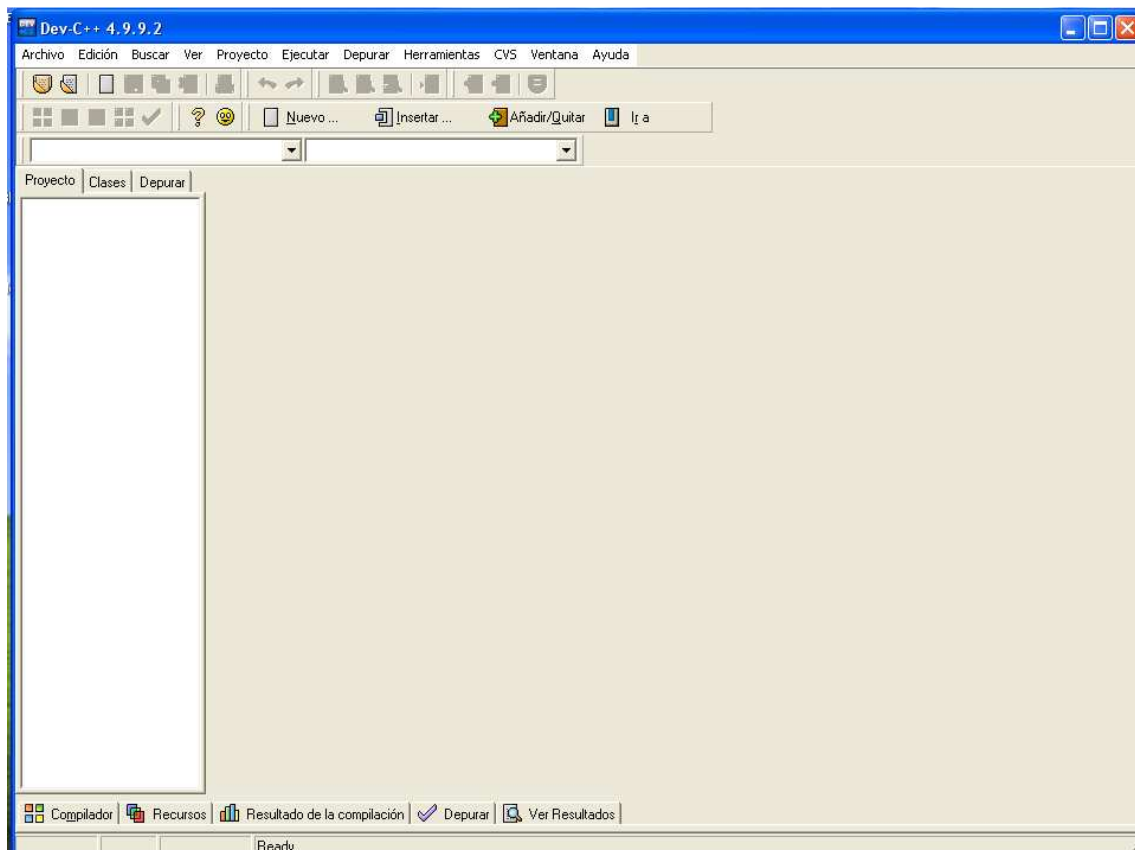 Dev-C++ 4.9.9.2
Archivo Edición Buscar Ver Proyecto Ejecutar Depurar Herramientas CVS Ventana Ayuda
Nuevo ... Insertar ... Añadir/Quitar Ir a
Proyecto Clases Depurar
Compilador Recursos Resultado de la compilación Depurar Ver Resultados
Ready